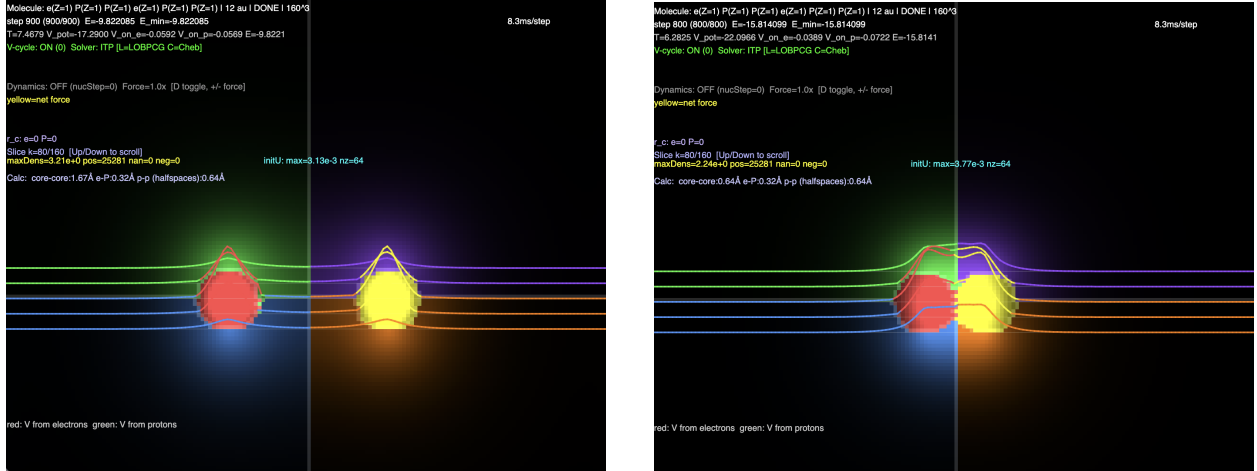 Molecule: e(Z=1) P(Z=1) P(Z=1) e(Z=1) P(Z=1) P(Z=1) | 12 au | DONE | 160^3
step 900 (900/900) E=-9.822085 E_min=-9.822085
8.3ms/step
T=7.4679 V_pot=-17.2900 V_on_e=-0.0592 V_on_p=-0.0569 E=-9.8221
V-cycle: ON (0) Solver: ITP [L=LOBPCG C=Cheb]
Dynamics: OFF (nucStep=0) Force=1.0x [D toggle, +/- force]
yellow=net force
r_c: e=0 P=0
Slice k=80/160 [Up/Down to scroll]
maxDens=3.21e+0 pos=25281 nan=0 neg=0
initU: max=3.13e-3 nz=64
Calc: core-core:1.67Å e-P:0.32Å p-p (halfspaces):0.64Å
red: V from electrons green: V from protons
Molecule: e(Z=1) P(Z=1) P(Z=1) e(Z=1) P(Z=1) P(Z=1) | 12 au | DONE | 160^3
step 800 (800/800) E=-15.814099 E_min=-15.814099
8.3ms/step
T=6.2825 V_pot=-22.0966 V_on_e=-0.0389 V_on_p=-0.0722 E=-15.8141
V-cycle: ON (0) Solver: ITP [L=LOBPCG C=Cheb]
Dynamics: OFF (nucStep=0) Force=1.0x [D toggle, +/- force]
yellow=net force
r_c: e=0 P=0
Slice k=80/160 [Up/Down to scroll]
maxDens=2.24e+0 pos=25281 nan=0 neg=0
initU: max=3.77e-3 nz=64
Calc: core-core:0.64Å e-P:0.32Å p-p (halfspaces):0.64Å
red: V from electrons green: V from protons